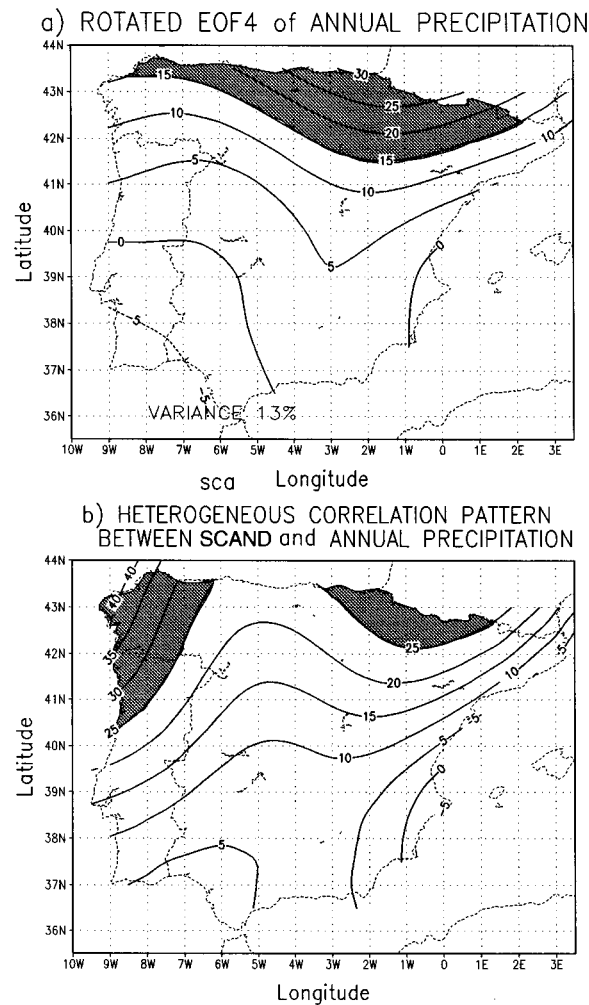 a) ROTATED EOF4 of ANNUAL PRECIPITATION
44N
43N
42N
41N
40N
39N
38N
37N
36N
Latitude
15
30
25
20
15
10
10
10
5
5
0
0
-5
-5
VARIANCE 13%
10W 9W 8W 7W 6W 5W 4W 3W 2W 1W 0 1E 2E 3E
sca Longitude
b) HETEROGENEOUS CORRELATION PATTERN
BETWEEN SCAND and ANNUAL PRECIPITATION
44N
43N
42N
41N
40N
39N
38N
37N
36N
Latitude
40
40
35
30
25
25
20
15
10
10
5
-5
-5
5
0
-5
5
10W 9W 8W 7W 6W 5W 4W 3W 2W 1W 0 1E 2E 3E
Longitude